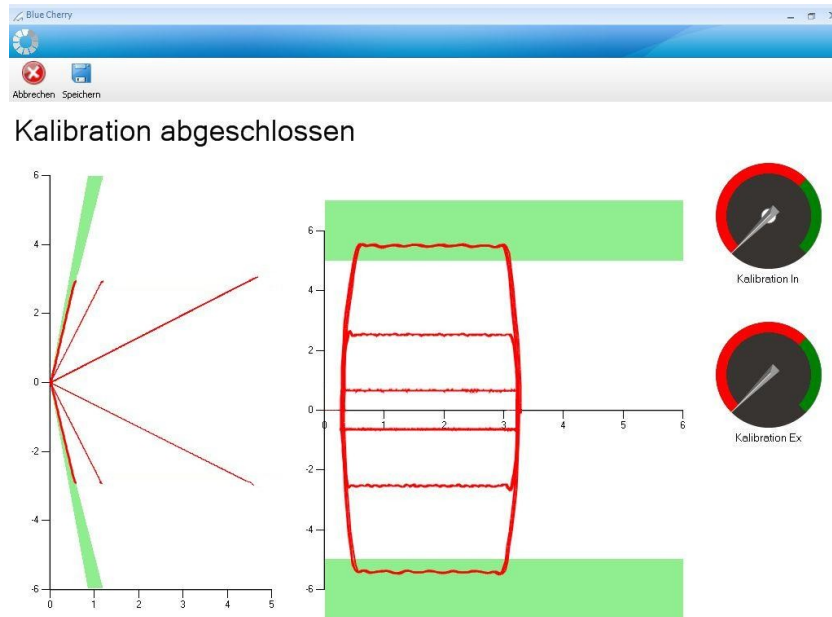 Blue Cherry
Abbrechen Speichern
Kalibration abgeschlossen
6
4
2
0
-2
-4
-6
0 1 2 3 4 5
6
4
2
0
-2
-4
-6
0 1 2 3 4 5 6
Kalibration In
Kalibration Ex